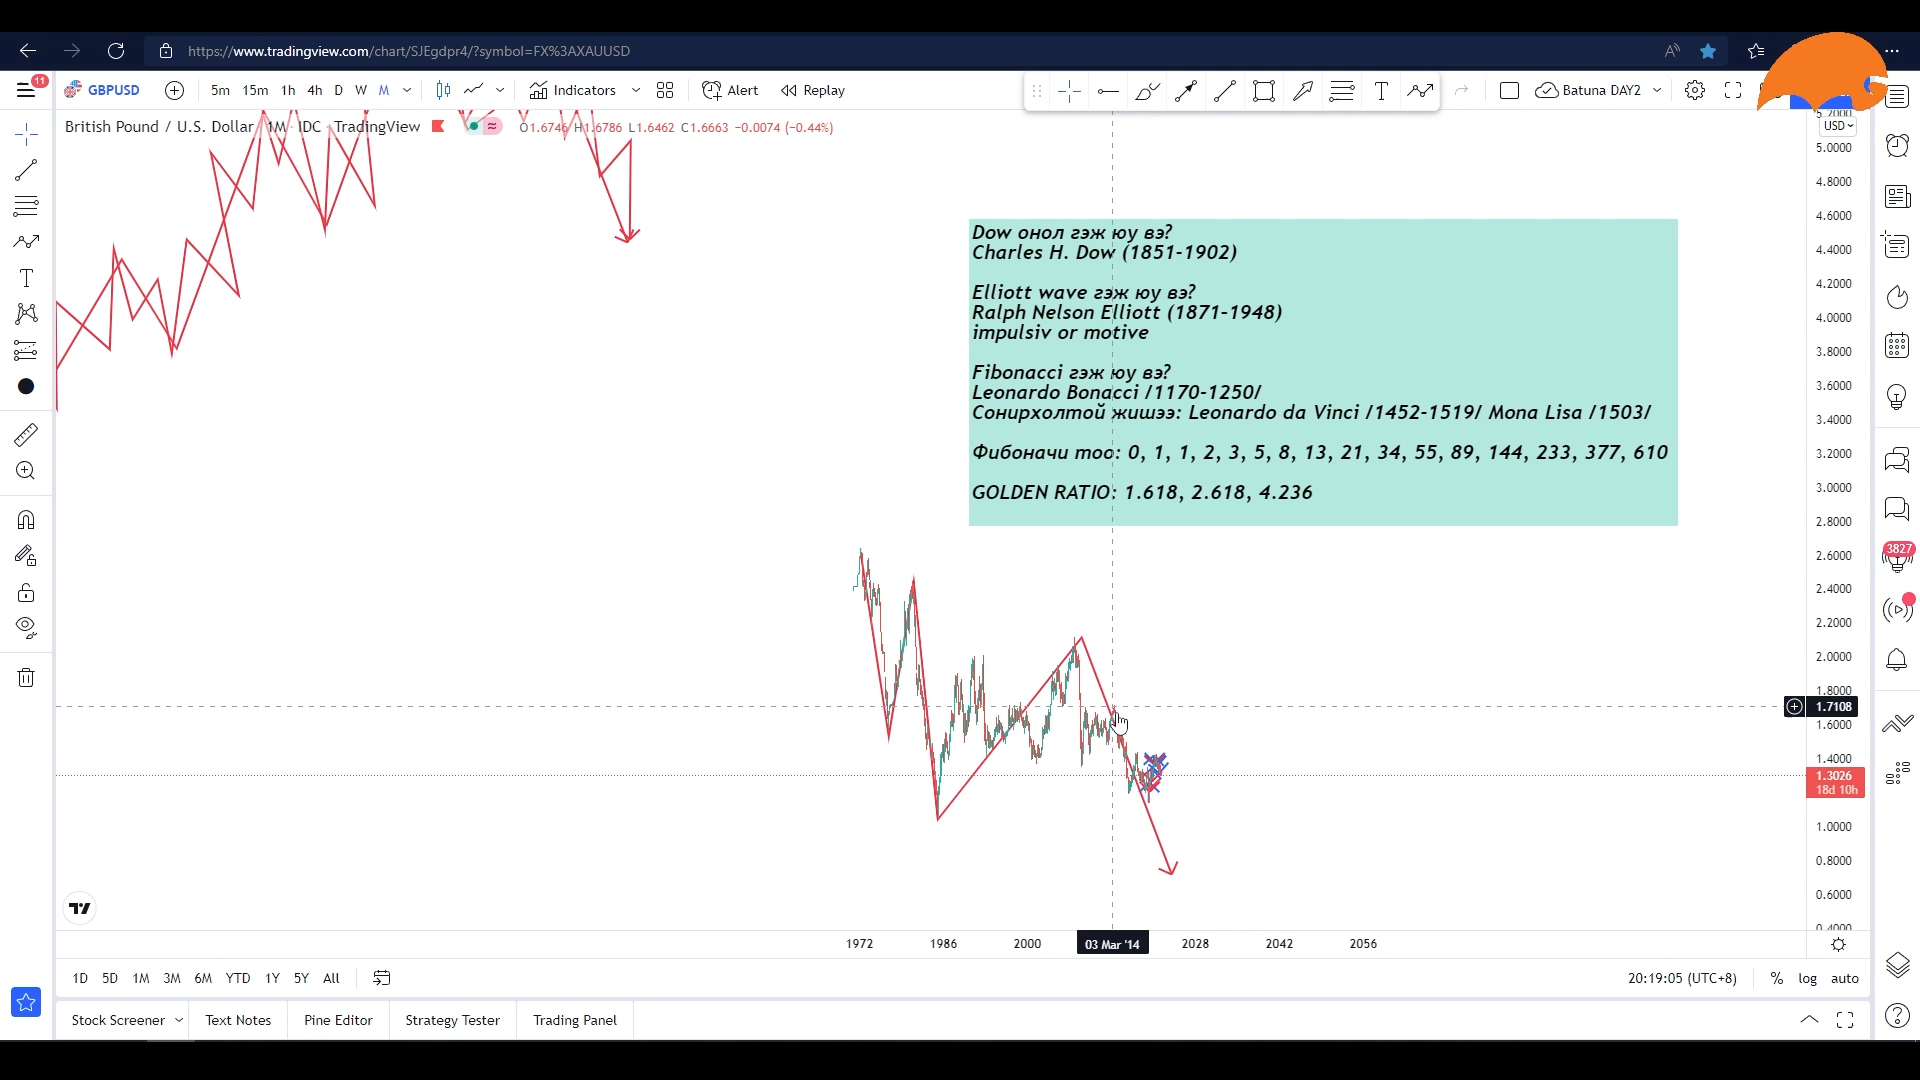 https://www.tradingview.com/chart/SJEgdpr4/?symbol=FX%3AXAUUSD
11
GBPUSD
5m 15m 1h 4h D W M
Indicators
Alert
Replay
Batuna DAY2
British Pound / U.S. Dollar 1M IDC TradingView
O1.6746 H1.6786 L1.6462 C1.6663 −0.0074 (−0.44%)
USD
5.2000
5.0000
4.8000
4.6000
4.4000
4.2000
4.0000
3.8000
3.6000
3.4000
3.2000
3.0000
2.8000
2.6000
2.4000
2.2000
2.0000
1.8000
1.7108
1.6000
1.4000
1.3026
18d 10h
1.0000
0.8000
0.6000
0.4000
Dow онол гэж юу вэ?
Charles H. Dow (1851-1902)
Elliott wave гэж юу вэ?
Ralph Nelson Elliott (1871-1948)
impulsiv or motive
Fibonacci гэж юу вэ?
Leonardo Bonacci /1170-1250/
Сонирхолтой жишээ: Leonardo da Vinci /1452-1519/ Mona Lisa /1503/
Фибоначи тоо: 0, 1, 1, 2, 3, 5, 8, 13, 21, 34, 55, 89, 144, 233, 377, 610
GOLDEN RATIO: 1.618, 2.618, 4.236
3827
1972 1986 2000 03 Mar '14 2028 2042 2056
1D 5D 1M 3M 6M YTD 1Y 5Y All
20:19:05 (UTC+8) % log auto
Stock Screener Text Notes Pine Editor Strategy Tester Trading Panel